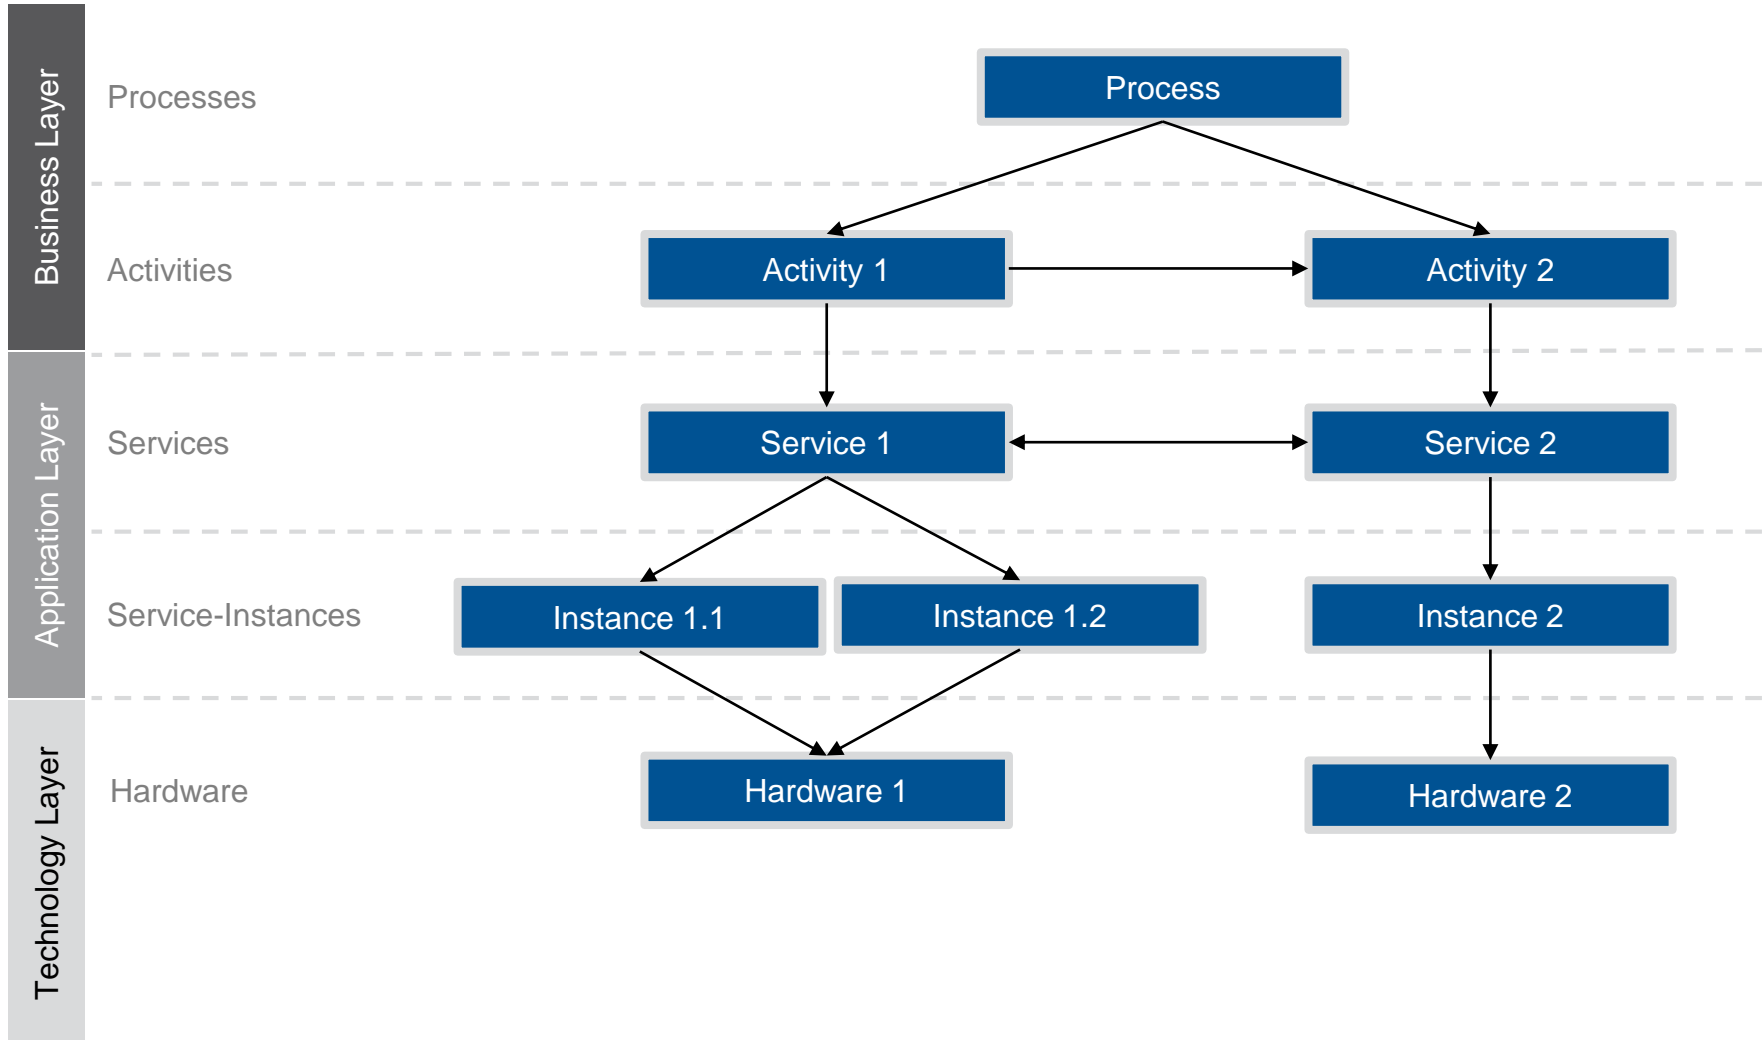 Business Layer
Processes
Process
Activities
Activity 1
Activity 2
Application Layer
Services
Service 1
Service 2
Service-Instances
Instance 1.1
Instance 1.2
Instance 2
Technology Layer
Hardware
Hardware 1
Hardware 2